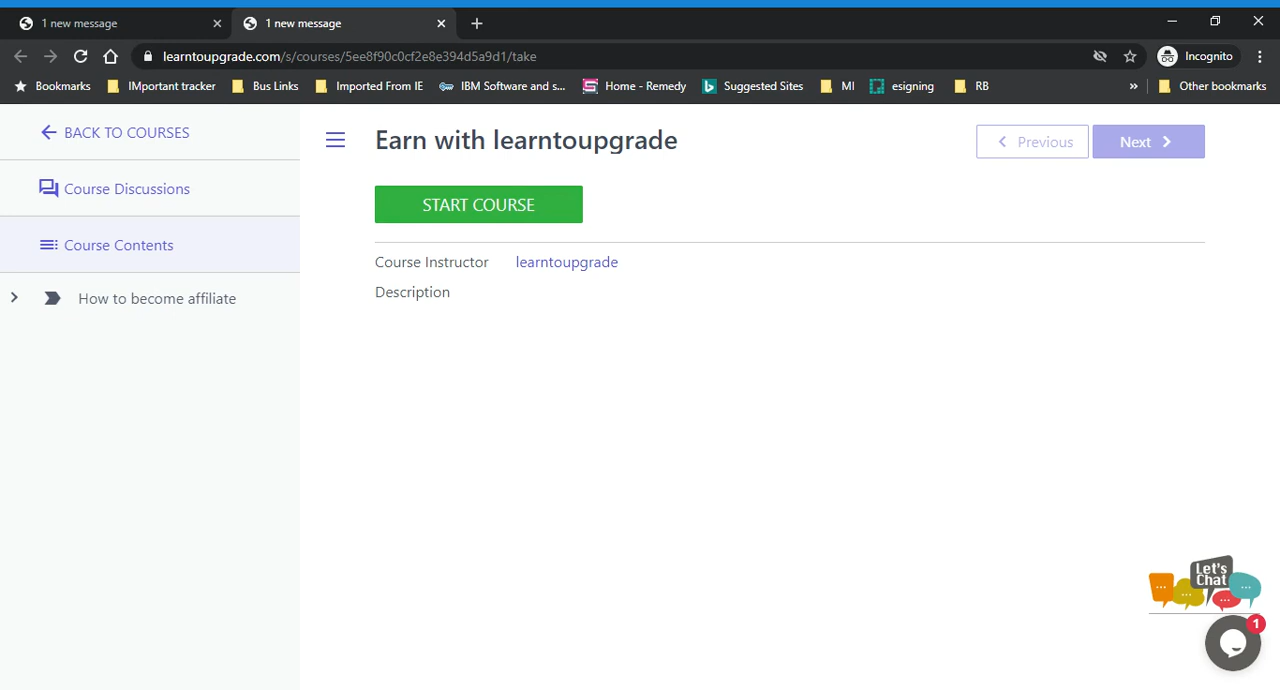 1 new message
1 new message
learntoupgrade.com/s/courses/5ee8f90c0cf2e8e394d5a9d1/take
Incognito
Bookmarks
IMportant tracker
Bus Links
Imported From IE
IBM Software and s...
Home - Remedy
Suggested Sites
MI
esigning
RB
»
Other bookmarks
BACK TO COURSES
Course Discussions
Course Contents
How to become affiliate
Earn with learntoupgrade
Previous
Next
START COURSE
Course Instructor learntoupgrade
Description
Let's
Chat
1